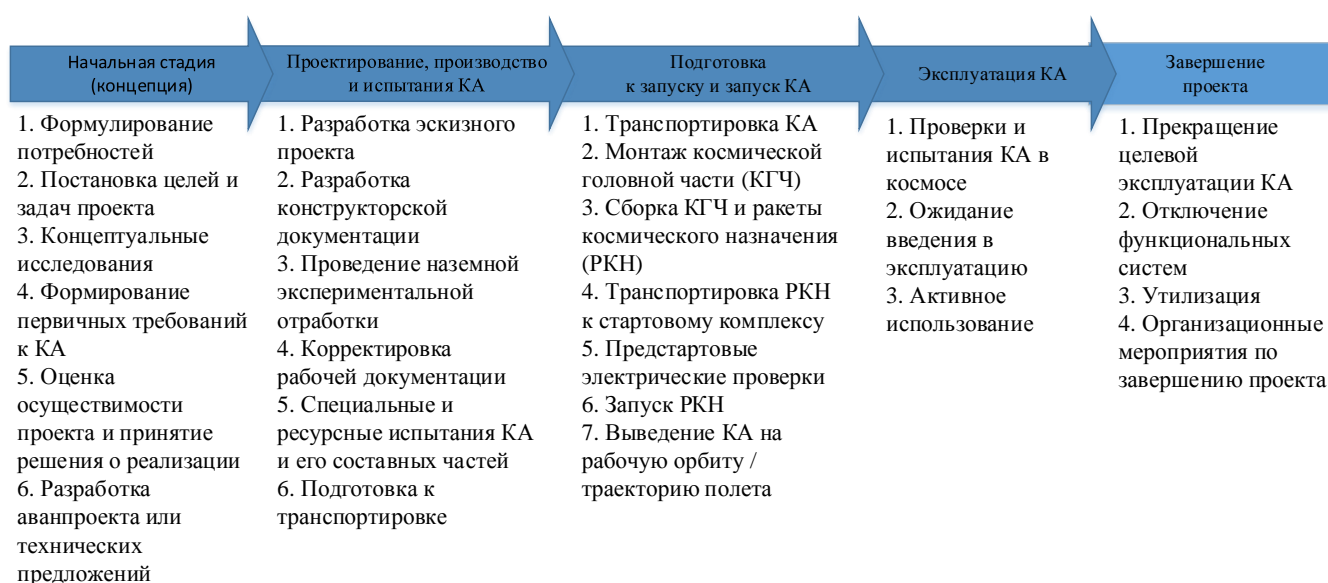 Начальная стадия
(концепция)
Проектирование, производство
и испытания КА
Подготовка
к запуску и запуск КА
Эксплуатация КА
Завершение
проекта
1. Формулирование
потребностей
2. Постановка целей и
задач проекта
3. Концептуальные
исследования
4. Формирование
первичных требований
к КА
5. Оценка
осуществимости
проекта и принятие
решения о реализации
6. Разработка
аванпроекта или
технических
предложений
1. Разработка эскизного
проекта
2. Разработка
конструкторской
документации
3. Проведение наземной
экспериментальной
отработки
4. Корректировка
рабочей документации
5. Специальные и
ресурсные испытания КА
и его составных частей
6. Подготовка к
транспортировке
1. Транспортировка КА
2. Монтаж космической
головной части (КГЧ)
3. Сборка КГЧ и ракеты
космического назначения
(РКН)
4. Транспортировка РКН
к стартовому комплексу
5. Предстартовые
электрические проверки
6. Запуск РКН
7. Выведение КА на
рабочую орбиту /
траекторию полета
1. Проверки и
испытания КА в
космосе
2. Ожидание
введения в
эксплуатацию
3. Активное
использование
1. Прекращение
целевой
эксплуатации КА
2. Отключение
функциональных
систем
3. Утилизация
4. Организационные
мероприятия по
завершению проекта